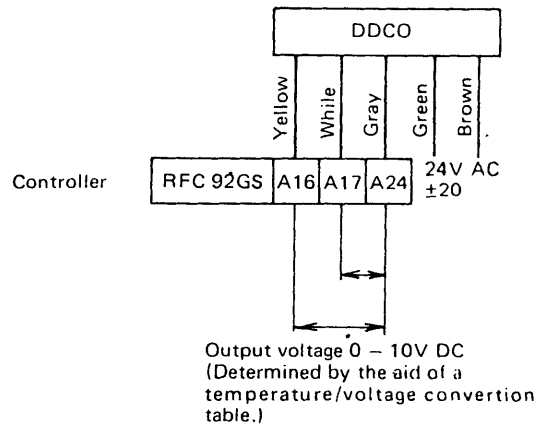 DDCO
Yellow
While
Gray
Green
Brown
Controller
RFC 92GS
A16
A17
A24
24V AC
±20
Output voltage 0 – 10V DC
(Determined by the aid of a
temperature/voltage convertion
table.)